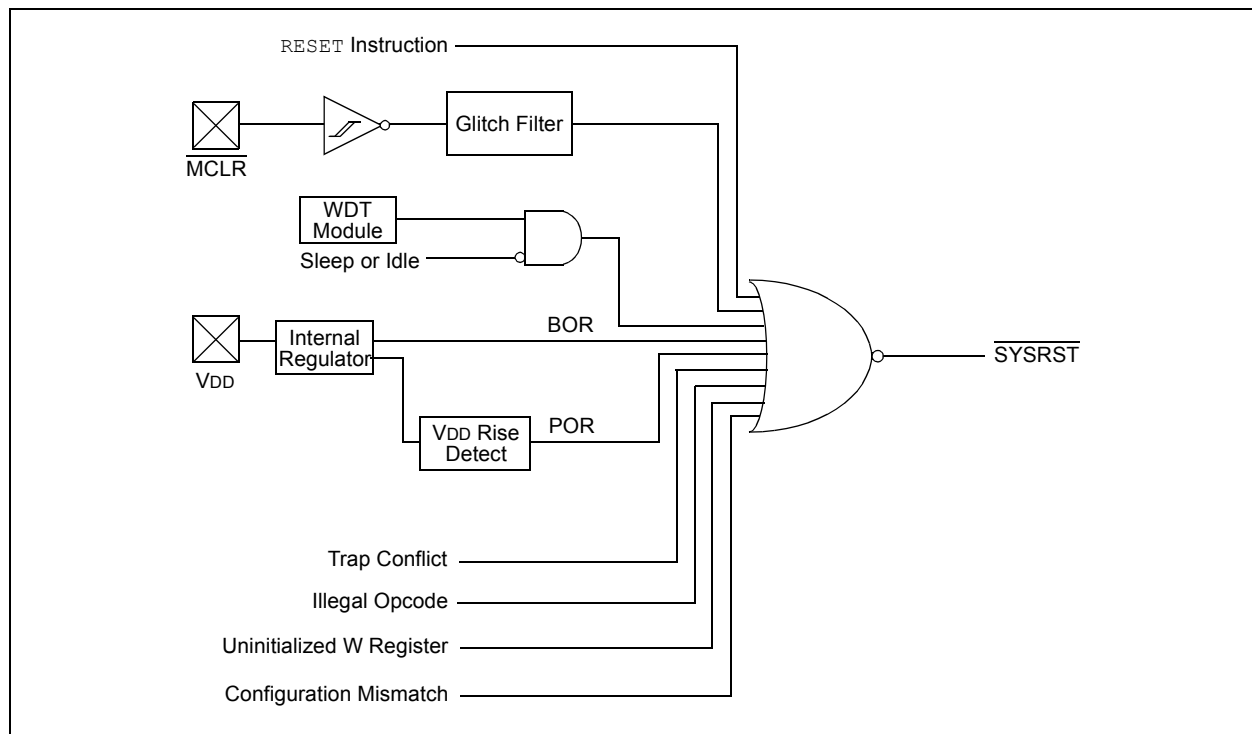 RESET Instruction
Glitch Filter
MCLR
WDT
Module
Sleep or Idle
BOR
Internal
Regulator
SYSRST
VDD
POR
VDD Rise
Detect
Trap Conflict
Illegal Opcode
Uninitialized W Register
Configuration Mismatch